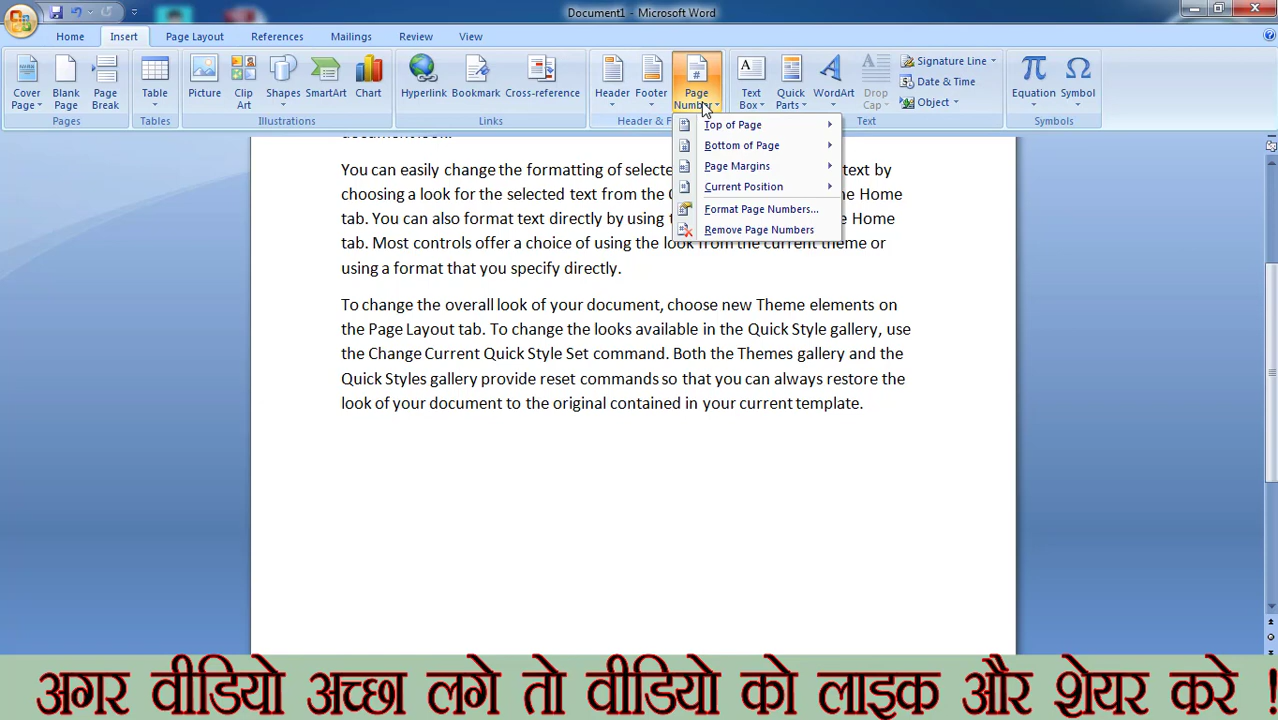 Document1 - Microsoft Word
Home Insert Page Layout References Mailings Review View
Cover Page Blank Page Page Break Table Picture Clip Art Shapes SmartArt Chart Hyperlink Bookmark Cross-reference Header Footer Page Number Text Box Quick Parts WordArt Drop Cap Signature Line Date & Time Object Equation Symbol
Pages Tables Illustrations Links Header & F Text Symbols
Top of Page
Bottom of Page
Page Margins
Current Position
Format Page Numbers...
Remove Page Numbers
You can easily change the formatting of selecte text by
choosing a look for the selected text from the Home
tab. You can also format text directly by using Home
tab. Most controls offer a choice of using the look from the current theme or
using a format that you specify directly.
To change the overall look of your document, choose new Theme elements on
the Page Layout tab. To change the looks available in the Quick Style gallery, use
the Change Current Quick Style Set command. Both the Themes gallery and the
Quick Styles gallery provide reset commands so that you can always restore the
look of your document to the original contained in your current template.
अगर वीडियो अच्छा लगे तो वीडियो को लाइक और शेयर करे !